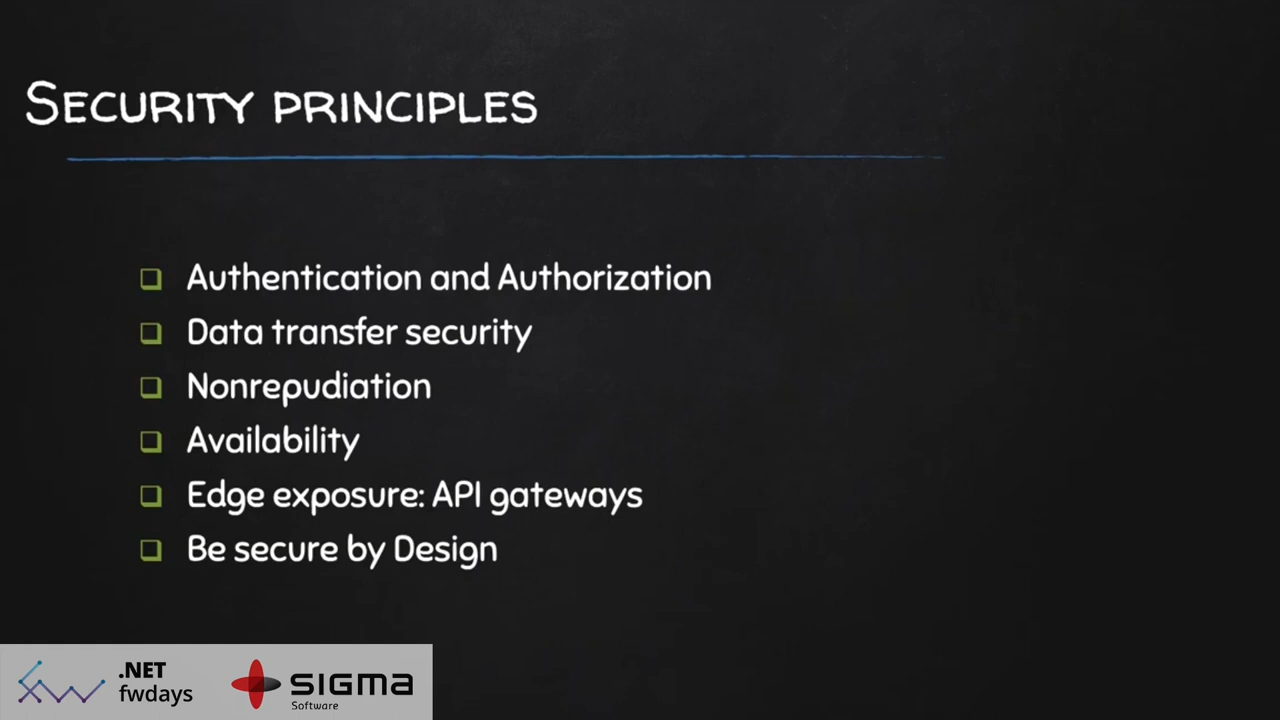 Security principles
Authentication and Authorization
Data transfer security
Nonrepudiation
Availability
Edge exposure: API gateways
Be secure by Design
.NET
fwdays
SIGMA
Software